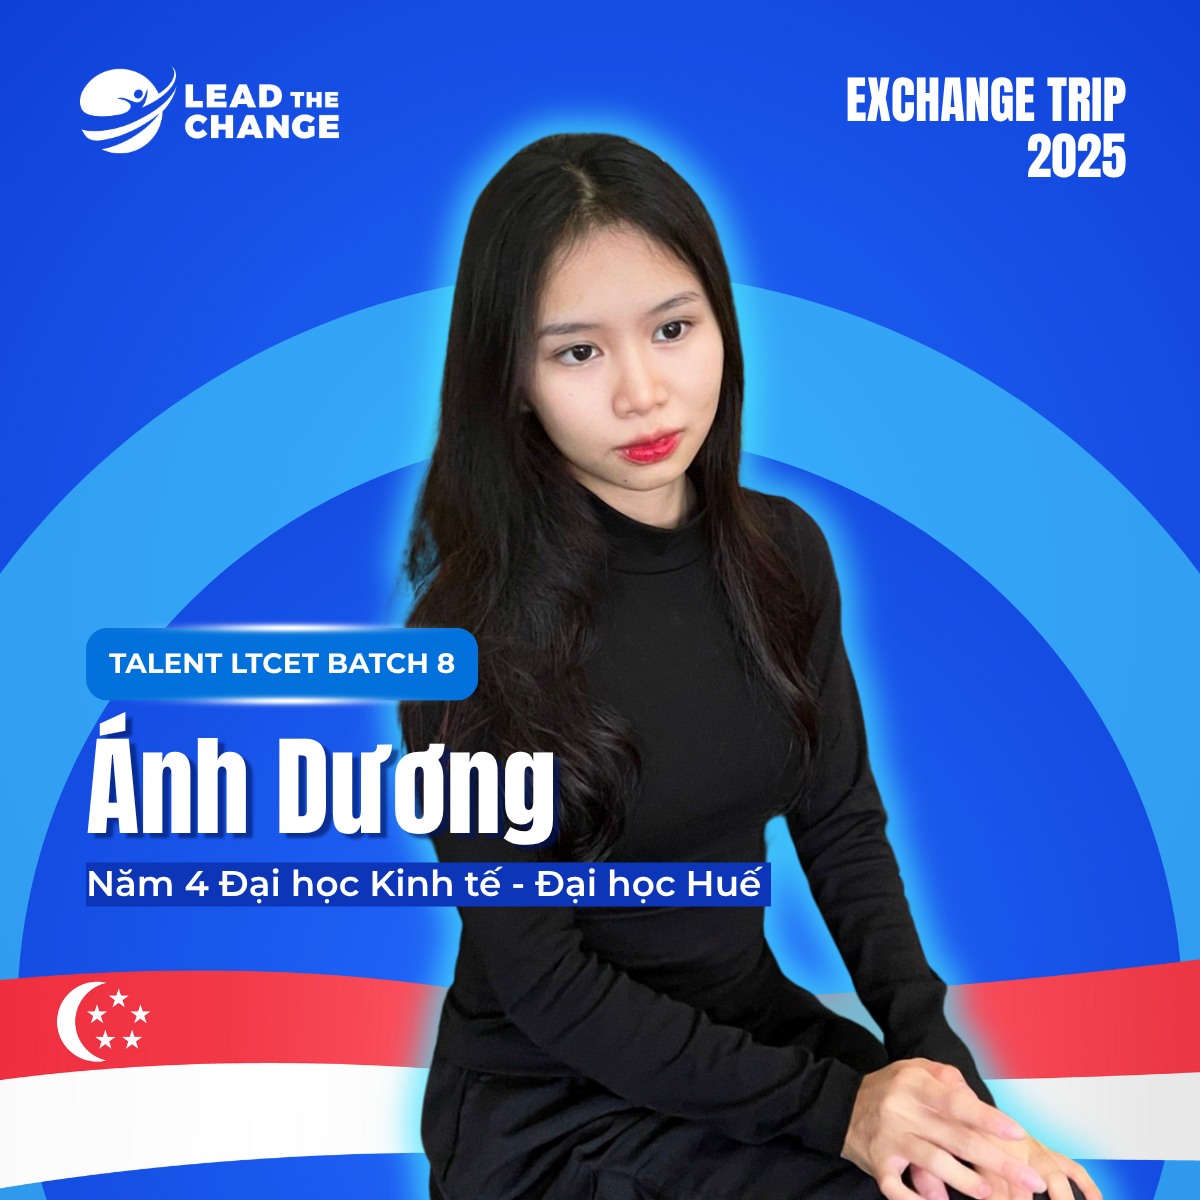 LEAD THE
CHANGE
EXCHANGE TRIP
2025
TALENT LTCET BATCH 8
Ánh Dương
Năm 4 Đại học Kinh tế - Đại học Huế